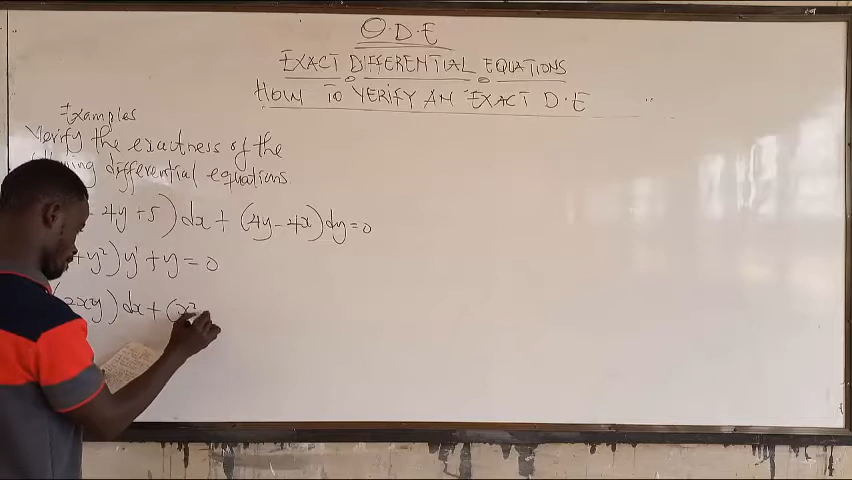 O.D.E
EXACT DIFFERENTIAL EQUATIONS
HOW TO VERIFY AN EXACT D.E
Examples
Verify the exactness of the
differential equations
4y + 5) dx + (4y - 4x) dy = 0
+ y²) y' + y = 0
2xy) dx + (x²